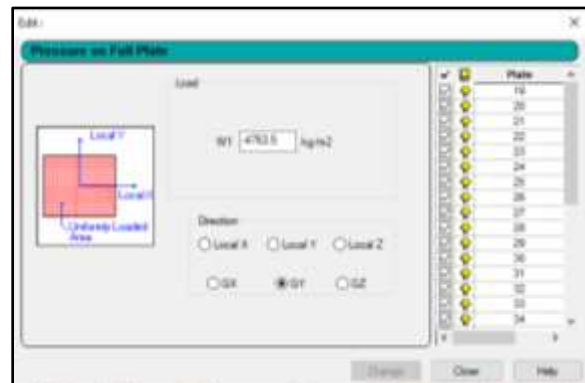 Edit :
Pressure on Full Plate
Load
W1 -4763.5 kg/m2
Local Y
Local X
Uniformly Loaded
Area
Direction
Local X Local Y Local Z
GX GY GZ
Plate
19
20
21
22
23
24
25
26
27
28
29
30
31
32
33
34
Change Close Help